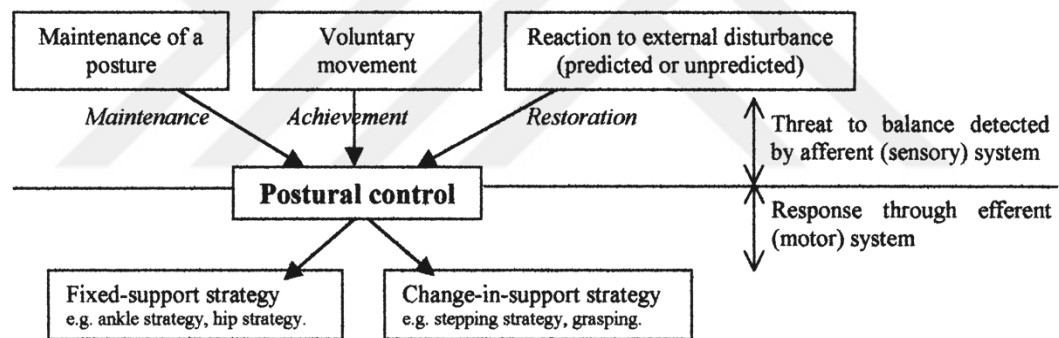 Maintenance of a
posture
Voluntary
movement
Reaction to external disturbance
(predicted or unpredicted)
Maintenance
Achievement
Restoration
Threat to balance detected
by afferent (sensory) system
Postural control
Response through efferent
(motor) system
Fixed-support strategy
e.g. ankle strategy, hip strategy.
Change-in-support strategy
e.g. stepping strategy, grasping.